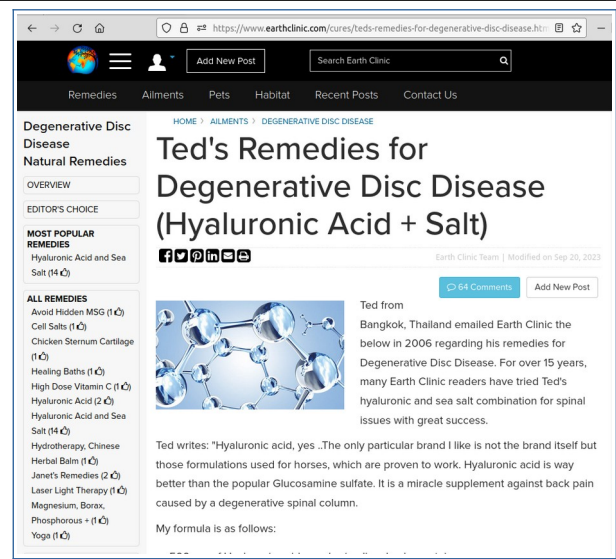 https://www.earthclinic.com/cures/teds-remedies-for-degenerative-disc-disease.htm
Add New Post
Search Earth Clinic
Remedies Ailments Pets Habitat Recent Posts Contact Us
Degenerative Disc
Disease
Natural Remedies
OVERVIEW
EDITOR'S CHOICE
MOST POPULAR
REMEDIES
Hyaluronic Acid and Sea
Salt (14)
ALL REMEDIES
Avoid Hidden MSG (1)
Cell Salts (1)
Chicken Sternum Cartilage
(1)
Healing Baths (1)
High Dose Vitamin C (1)
Hyaluronic Acid (2)
Hyaluronic Acid and Sea
Salt (14)
Hydrotherapy, Chinese
Herbal Balm (1)
Janet's Remedies (2)
Laser Light Therapy (1)
Magnesium, Borax,
Phosphorous + (1)
Yoga (1)
HOME > AILMENTS > DEGENERATIVE DISC DISEASE
Ted's Remedies for
Degenerative Disc Disease
(Hyaluronic Acid + Salt)
Earth Clinic Team | Modified on Sep 20, 2023
64 Comments
Add New Post
Ted from
Bangkok, Thailand emailed Earth Clinic the
below in 2006 regarding his remedies for
Degenerative Disc Disease. For over 15 years,
many Earth Clinic readers have tried Ted's
hyaluronic and sea salt combination for spinal
issues with great success.
Ted writes: "Hyaluronic acid, yes ..The only particular brand I like is not the brand itself but
those formulations used for horses, which are proven to work. Hyaluronic acid is way
better than the popular Glucosamine sulfate. It is a miracle supplement against back pain
caused by a degenerative spinal column.
My formula is as follows: